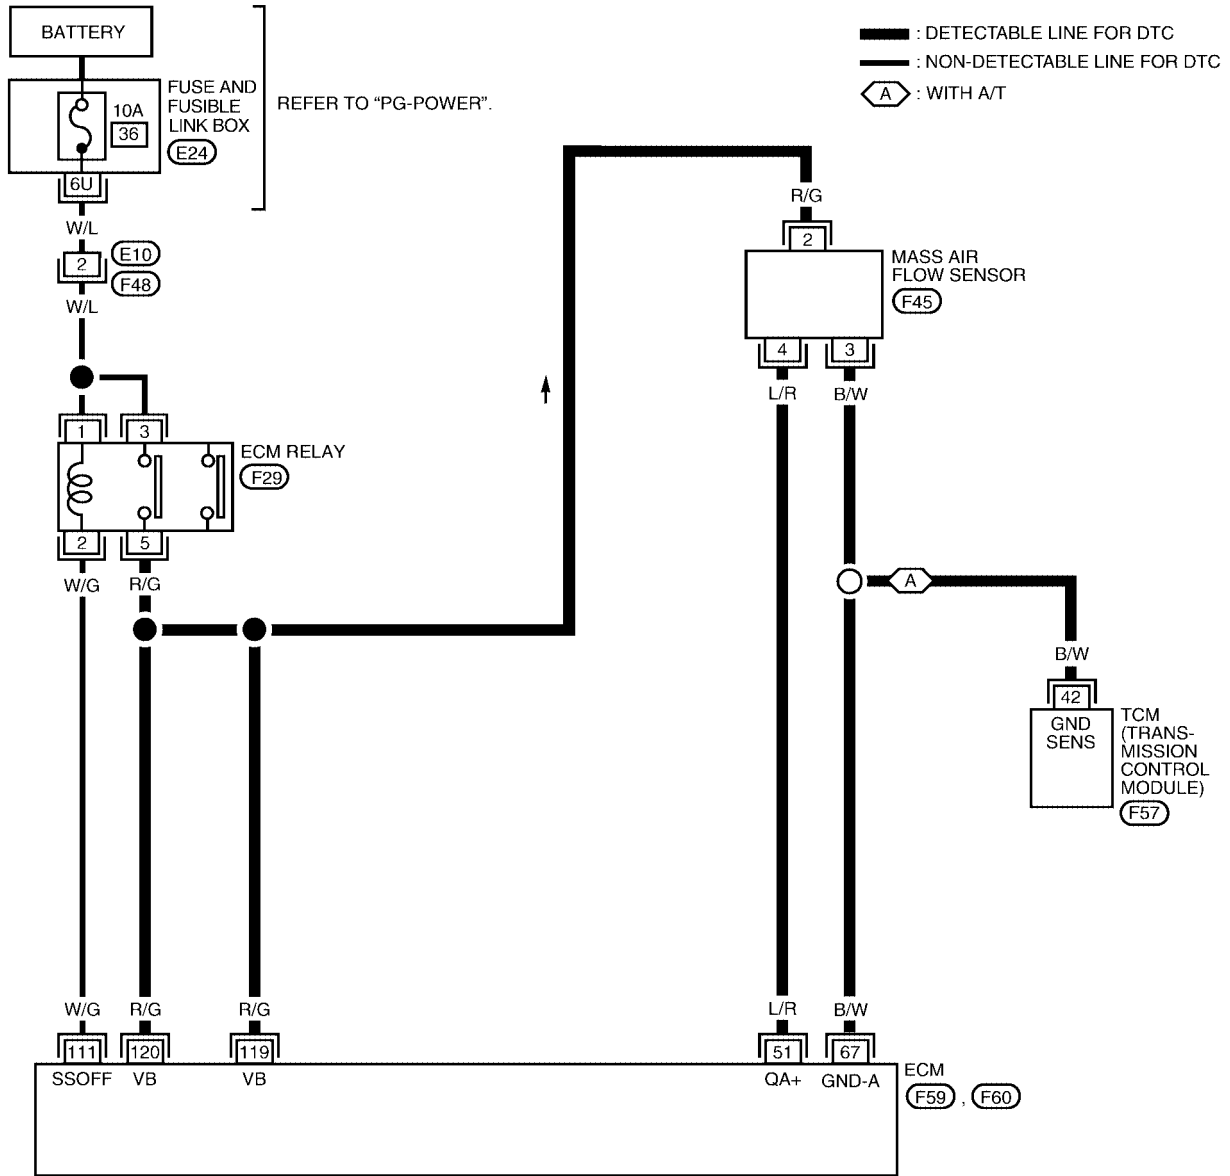 BATTERY
FUSE AND
FUSIBLE
LINK BOX
E24
10A
36
6U
REFER TO “PG-POWER”.
: DETECTABLE LINE FOR DTC
: NON-DETECTABLE LINE FOR DTC
A : WITH A/T
W/L
2
E10
F48
W/L
1 3
ECM RELAY
F29
2 5
W/G R/G
R/G
2
MASS AIR
FLOW SENSOR
F45
4 3
L/R B/W
A
B/W
42
GND
SENS
TCM
(TRANS-
MISSION
CONTROL
MODULE)
F57
W/G R/G R/G L/R B/W
111 120 119 51 67
SSOFF VB VB QA+ GND-A
ECM
F59 , F60